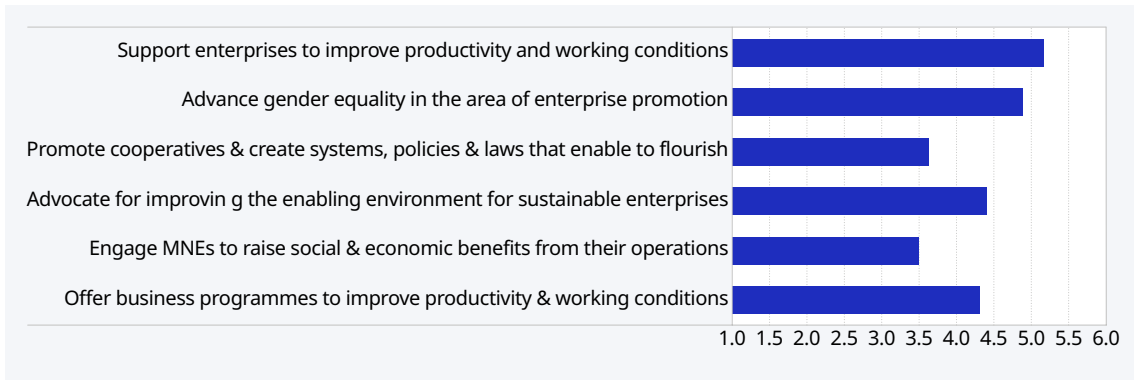 Support enterprises to improve productivity and working conditions
Advance gender equality in the area of enterprise promotion
Promote cooperatives & create systems, policies & laws that enable to flourish
Advocate for improvin g the enabling environment for sustainable enterprises
Engage MNEs to raise social & economic benefits from their operations
Offer business programmes to improve productivity & working conditions
1.0 1.5 2.0 2.5 3.0 3.5 4.0 4.5 5.0 5.5 6.0